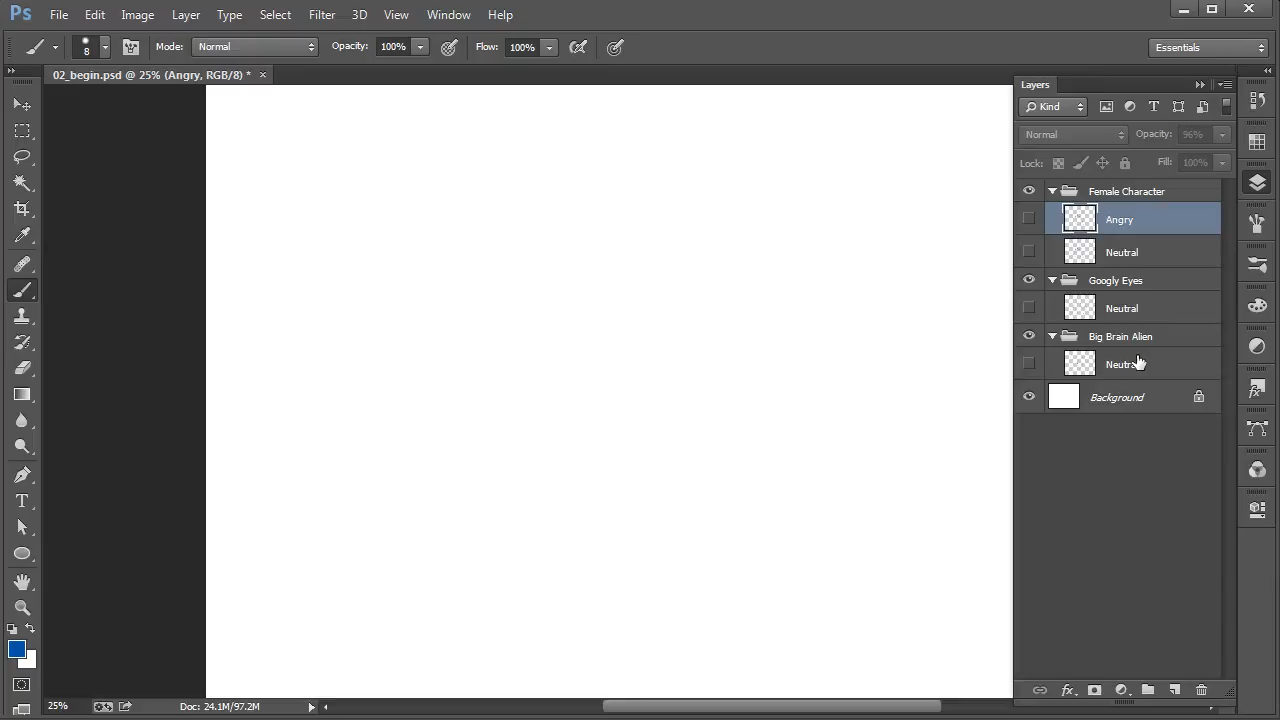 Ps File Edit Image Layer Type Select Filter 3D View Window Help
8 Mode: Normal Opacity: 100% Flow: 100% Essentials
02_begin.psd @ 25% (Angry, RGB/8) * ×
Layers
Kind
Normal Opacity: 96%
Lock: Fill: 100%
Female Character
Angry
Neutral
Googly Eyes
Neutral
Big Brain Alien
Neutral
Background
25% Doc: 24.1M/97.2M